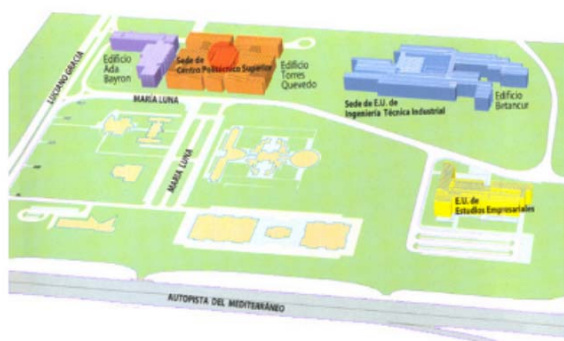 LUCIANO GRACIA
Edificio
Ada
Bayron
Sede de
Centro Politécnico Superior
Edificio
Torres
Quevedo
MARÍA LUNA
MARÍA LUNA
Sede de E.U. de
Ingeniería Técnica Industrial
Edificio
Betancur
E.U. de
Estudios Empresariales
AUTOPISTA DEL MEDITERRÁNEO